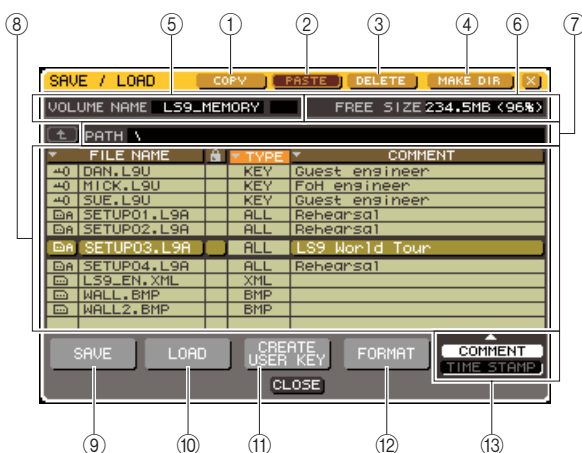 ⑧ ⑤ ① ② ③ ④ ⑥ ⑦
SAVE / LOAD COPY PASTE DELETE MAKE DIR X
VOLUME NAME LS9_MEMORY FREE SIZE 234.5MB (96%)
PATH \
FILE NAME TYPE COMMENT
DAN.L9U KEY Guest engineer
MICK.L9U KEY FoH engineer
SUE.L9U KEY Guest engineer
SETUP01.L9A ALL Rehearsal
SETUP02.L9A ALL Rehearsal
SETUP03.L9A ALL LS9 World Tour
SETUP04.L9A ALL Rehearsal
LS9_EN.XML XML
WALL.BMP BMP
WALL2.BMP BMP
SAVE LOAD CREATE USER KEY FORMAT COMMENT
TIME STAMP
CLOSE
⑨ ⑩ ⑪ ⑫ ⑬